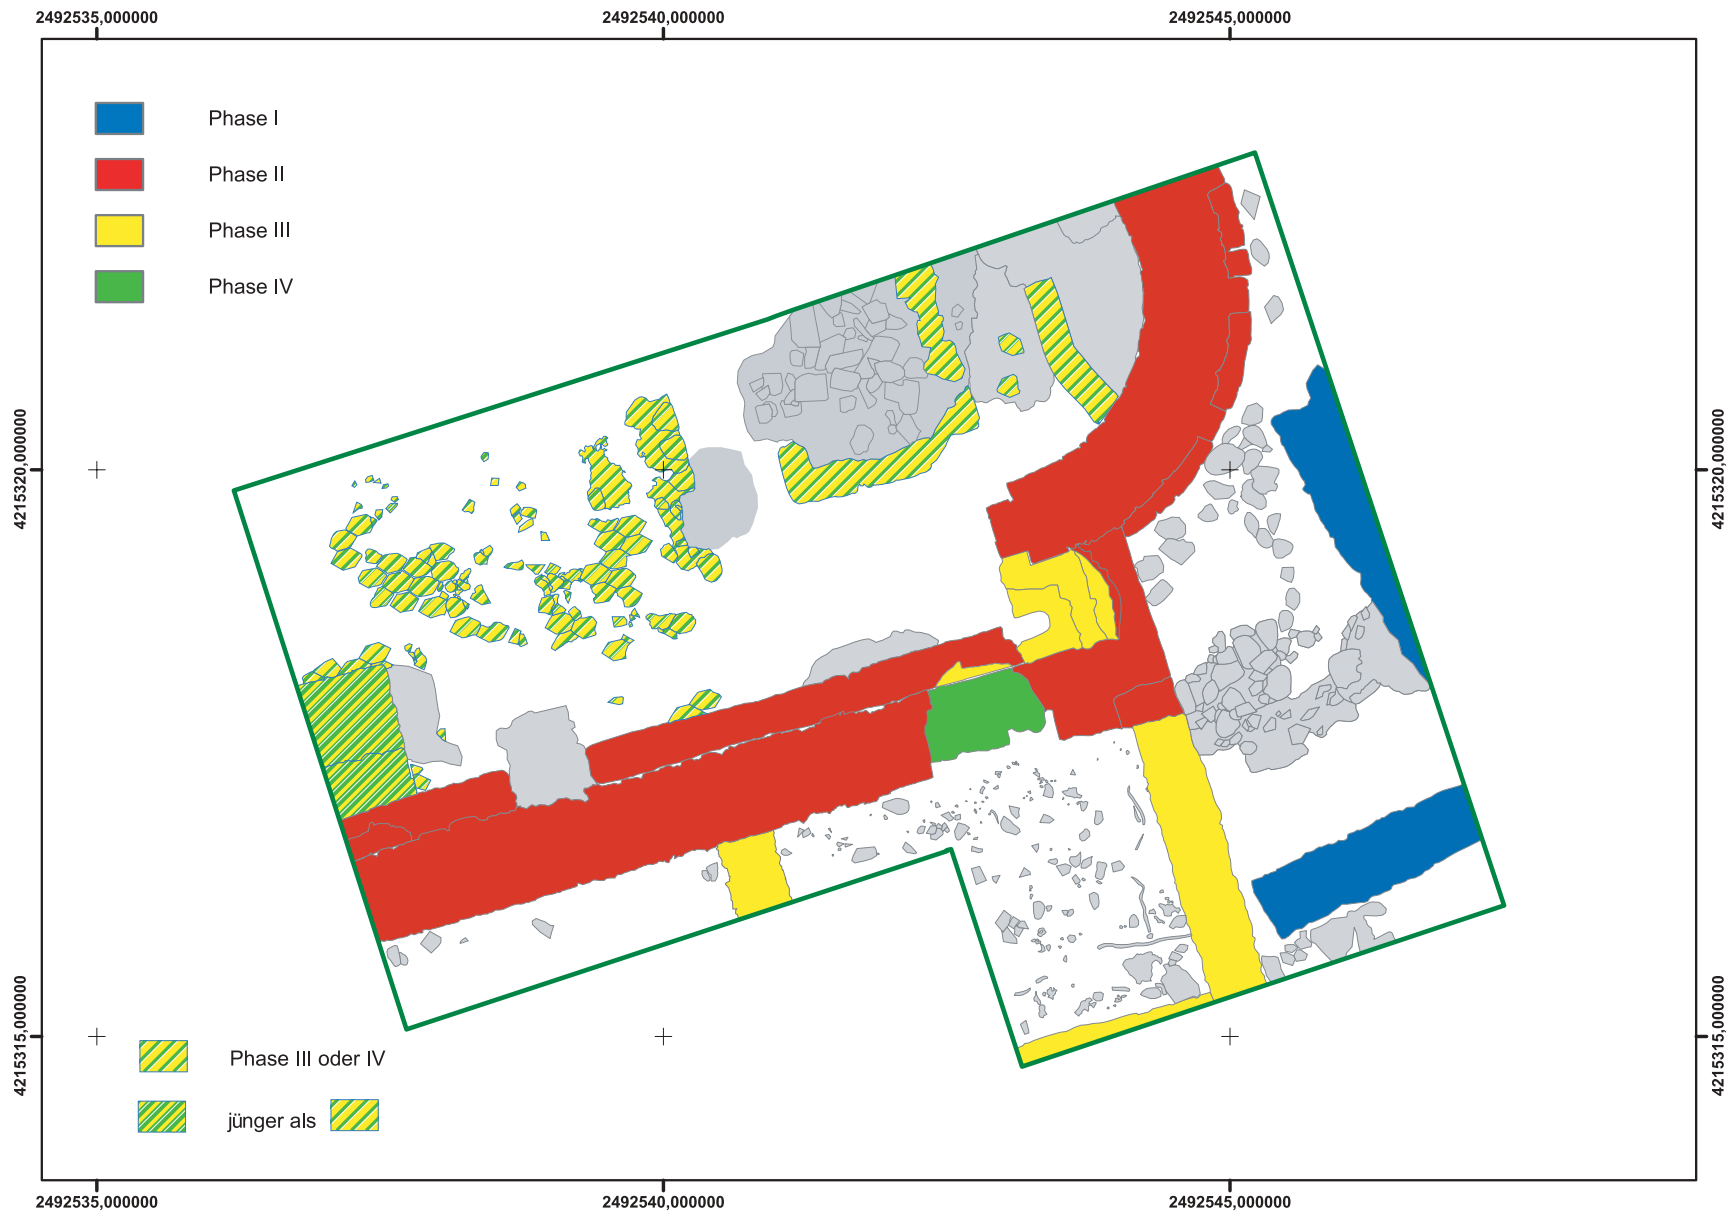 2492535,000000 2492540,000000 2492545,000000
Phase I
Phase II
Phase III
Phase IV
4215320,000000 4215320,000000
4215315,000000 4215315,000000
Phase III oder IV
jünger als
2492535,000000 2492540,000000 2492545,000000